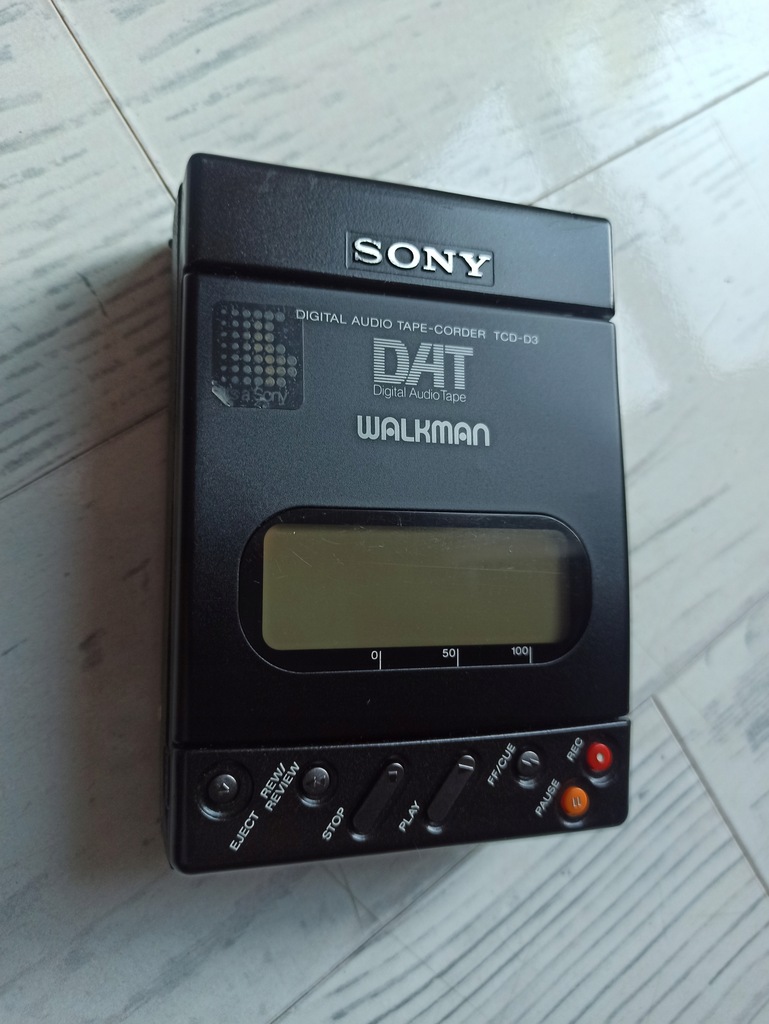 SONY
DIGITAL AUDIO TAPE-CORDER TCD-D3
DAT
Digital Audio Tape
a Sony
WALKMAN
0 50 100
EJECT
REW/
REVIEW
STOP
PLAY
FF/CUE
PAUSE
REC